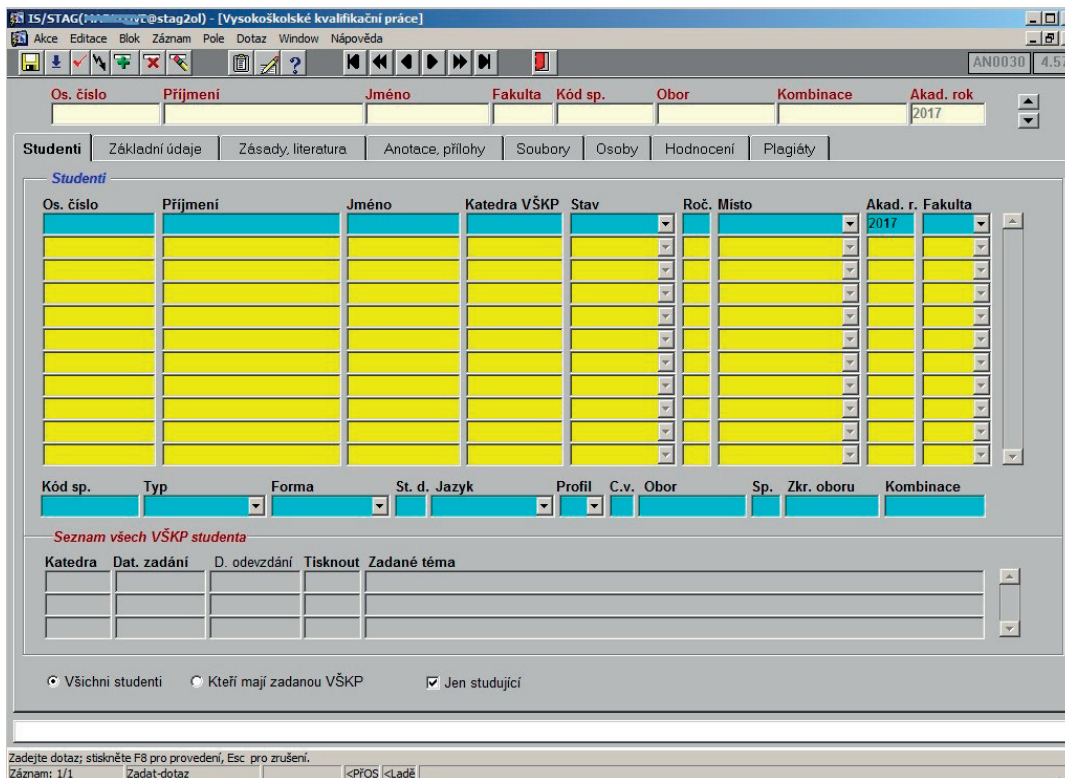 IS/STAG( @stag2ol) - [Vysokoškolské kvalifikační práce]
Akce Editace Blok Záznam Pole Dotaz Window Nápověda
AN0030 4.57
Os. číslo Příjmení Jméno Fakulta Kód sp. Obor Kombinace Akad. rok
2017
Studenti Základní údaje Zásady, literatura Anotace, přílohy Soubory Osoby Hodnocení Plagiáty
Studenti
Os. číslo Příjmení Jméno Katedra VŠKP Stav Roč. Místo Akad. r. Fakulta
2017
Kód sp. Typ Forma St. d. Jazyk Profil C.v. Obor Sp. Zkr. oboru Kombinace
Seznam všech VŠKP studenta
Katedra Dat. zadání D. odevzdání Tisknout Zadané téma
Všichni studenti Kteří mají zadanou VŠKP Jen studující
Zadejte dotaz; stiskněte F8 pro provedení, Esc pro zrušení.
Záznam: 1/1 Zadat-dotaz <PřOS <Ladě